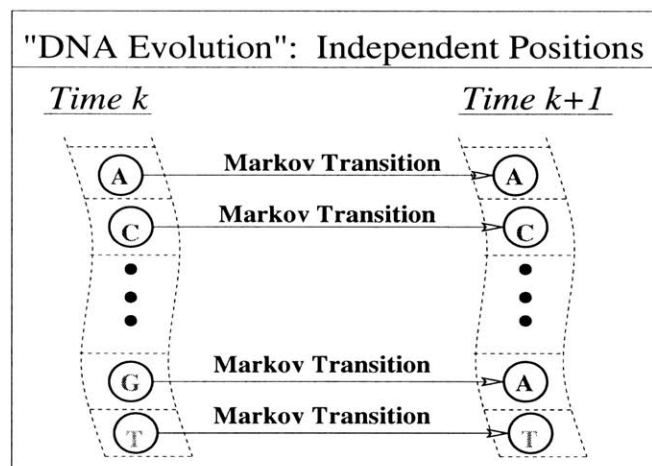 "DNA Evolution": Independent Positions
Time k Time k+1
A Markov Transition A
C Markov Transition C
G Markov Transition A
T Markov Transition T